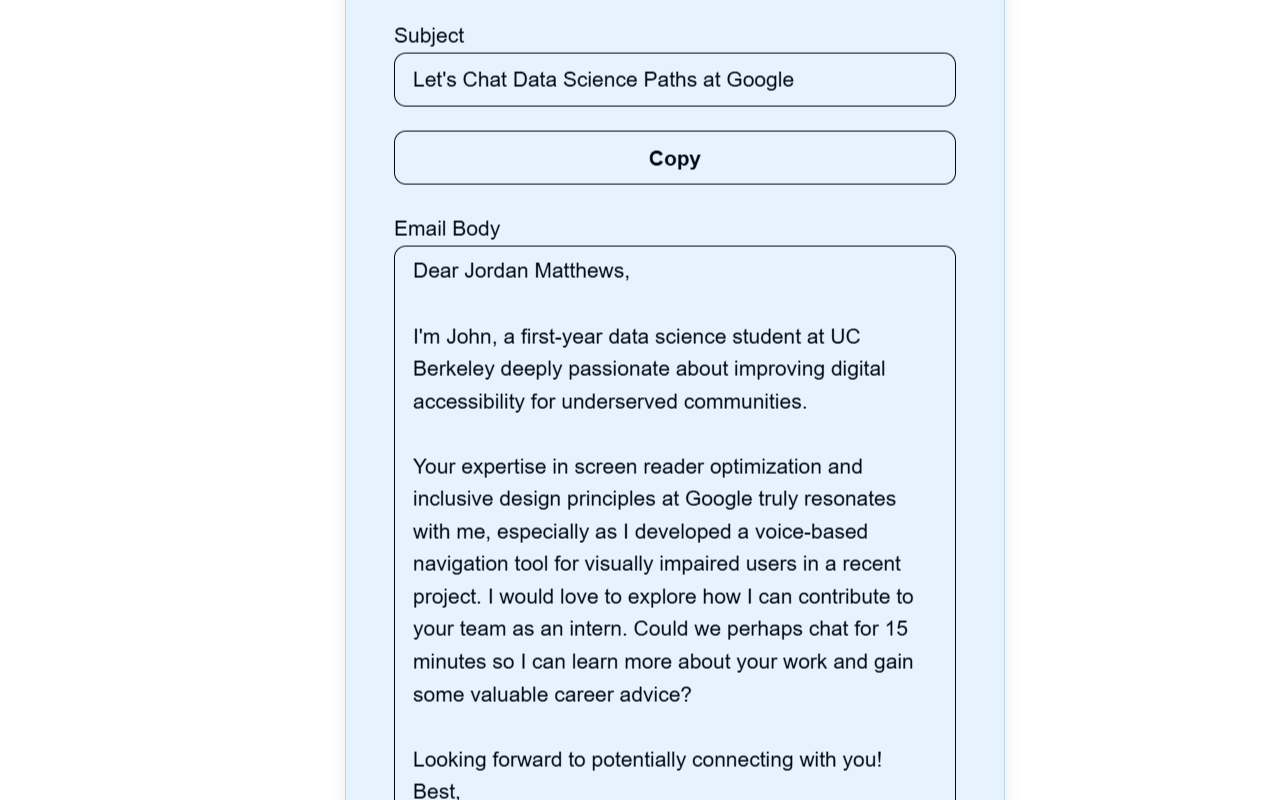 Subject
Let's Chat Data Science Paths at Google
Copy
Email Body
Dear Jordan Matthews,
I'm John, a first-year data science student at UC
Berkeley deeply passionate about improving digital
accessibility for underserved communities.
Your expertise in screen reader optimization and
inclusive design principles at Google truly resonates
with me, especially as I developed a voice-based
navigation tool for visually impaired users in a recent
project. I would love to explore how I can contribute to
your team as an intern. Could we perhaps chat for 15
minutes so I can learn more about your work and gain
some valuable career advice?
Looking forward to potentially connecting with you!
Best,